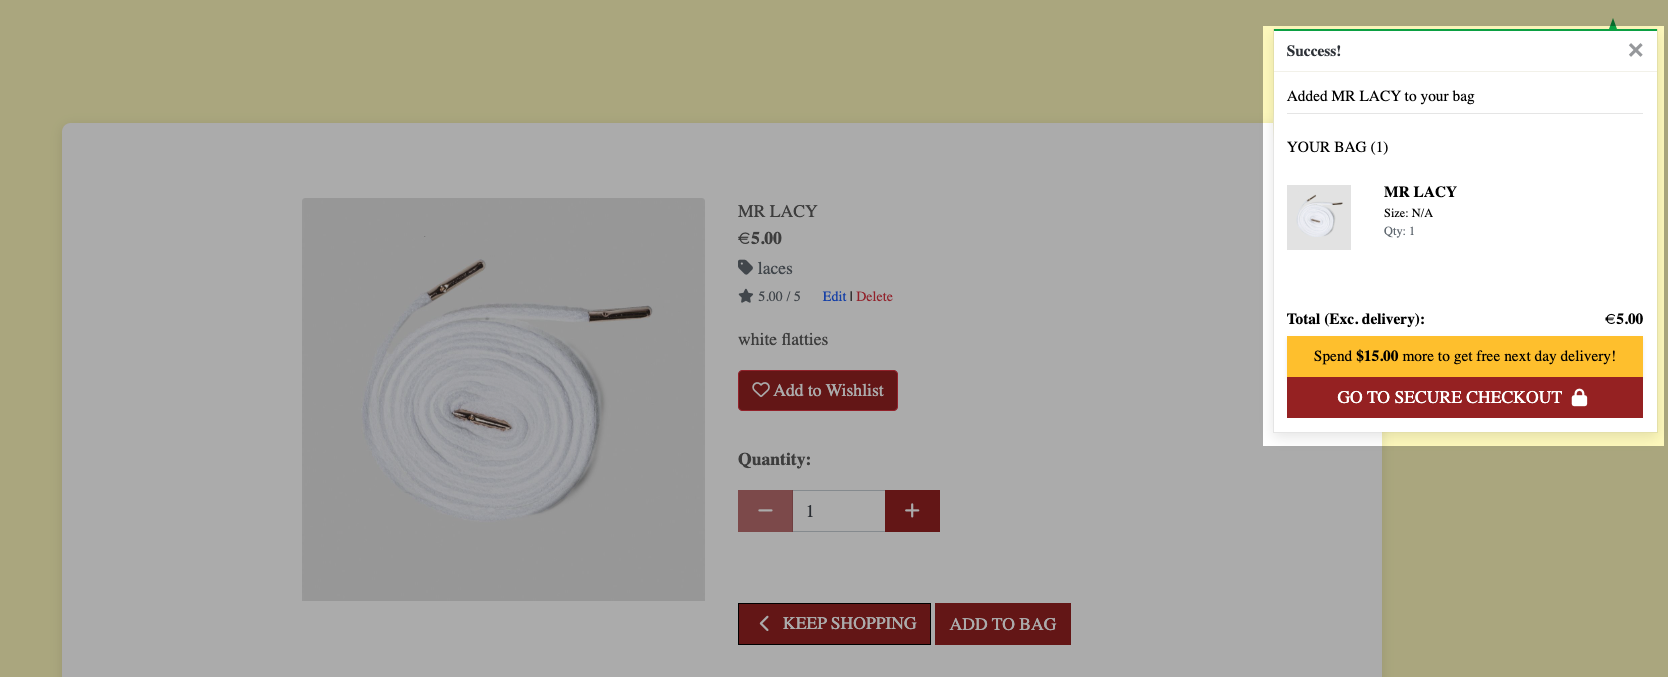 Success!
Added MR LACY to your bag
YOUR BAG (1)
MR LACY
Size: N/A
Qty: 1
Total (Exc. delivery): €5.00
Spend $15.00 more to get free next day delivery!
GO TO SECURE CHECKOUT
MR LACY
€5.00
laces
5.00 / 5 Edit | Delete
white flatties
Add to Wishlist
Quantity:
1
KEEP SHOPPING ADD TO BAG